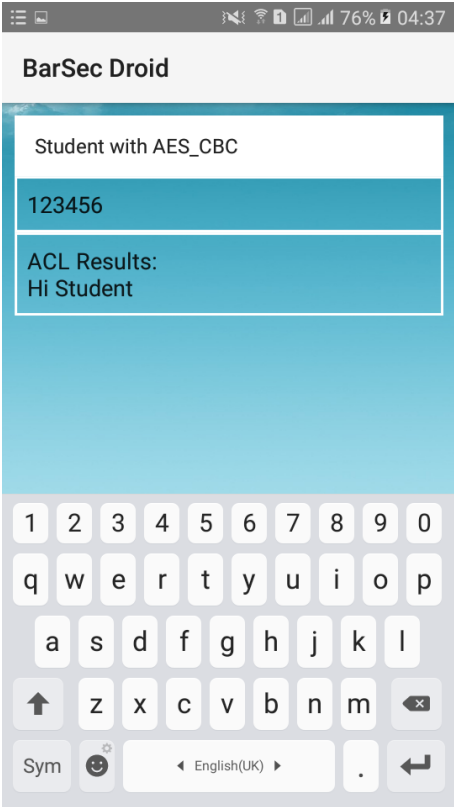 76% 04:37
BarSec Droid
Student with AES_CBC
123456
ACL Results:
Hi Student
1 2 3 4 5 6 7 8 9 0
q w e r t y u i o p
a s d f g h j k l
z x c v b n m
Sym English(UK) .